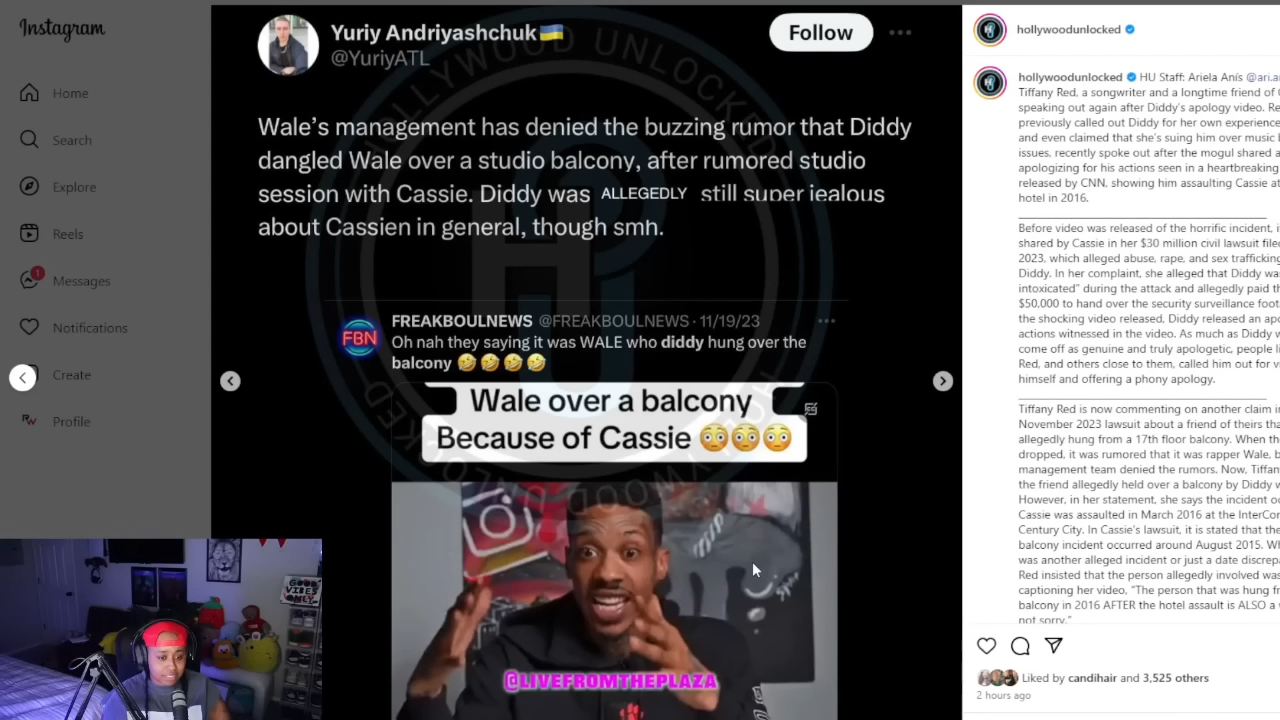 Instagram
Home
Search
Explore
Reels
1
Messages
Notifications
Create
Profile
Yuriy Andriyashchuk
@YuriyATL
Follow
Wale's management has denied the buzzing rumor that Diddy
dangled Wale over a studio balcony, after rumored studio
session with Cassie. Diddy was ALLEGEDLY still super jealous
about Cassien in general, though smh.
FBN
FREAKBOULNEWS @FREAKBOULNEWS · 11/19/23
Oh nah they saying it was WALE who diddy hung over the
balcony 🤣🤣🤣🤣
Wale over a balcony
Because of Cassie 😳😳😳
@LIVEFROMTHEPLAZA
HOLLYWOOD UNLOCKED
GOOD
VIBES
ONLY
hollywoodunlocked
hollywoodunlocked HU Staff: Ariela Anís @ari.a
Tiffany Red, a songwriter and a longtime friend of
speaking out again after Diddy's apology video. Re
previously called out Diddy for her own experience
and even claimed that she's suing him over music
issues, recently spoke out after the mogul shared a
apologizing for his actions seen in a heartbreaking
released by CNN, showing him assaulting Cassie at
hotel in 2016.
Before video was released of the horrific incident, i
shared by Cassie in her $30 million civil lawsuit file
2023, which alleged abuse, rape, and sex trafficking
Diddy. In her complaint, she alleged that Diddy was
intoxicated" during the attack and allegedly paid th
$50,000 to hand over the security surveillance foot
the shocking video released, Diddy released an apo
actions witnessed in the video. As much as Diddy w
come off as genuine and truly apologetic, people li
Red, and others close to them, called him out for vi
himself and offering a phony apology.
Tiffany Red is now commenting on another claim in
November 2023 lawsuit about a friend of theirs tha
allegedly hung from a 17th floor balcony. When the
dropped, it was rumored that it was rapper Wale, b
management team denied the rumors. Now, Tiffan
the friend allegedly held over a balcony by Diddy w
However, in her statement, she says the incident oc
Cassie was assaulted in March 2016 at the InterCon
Century City. In Cassie's lawsuit, it is stated that the
balcony incident occurred around August 2015. Wh
was another alleged incident or just a date discrepa
Red insisted that the person allegedly involved was
captioning her video, "The person that was hung fr
balcony in 2016 AFTER the hotel assault is ALSO a
not sorry."
Liked by candihair and 3,525 others
2 hours ago